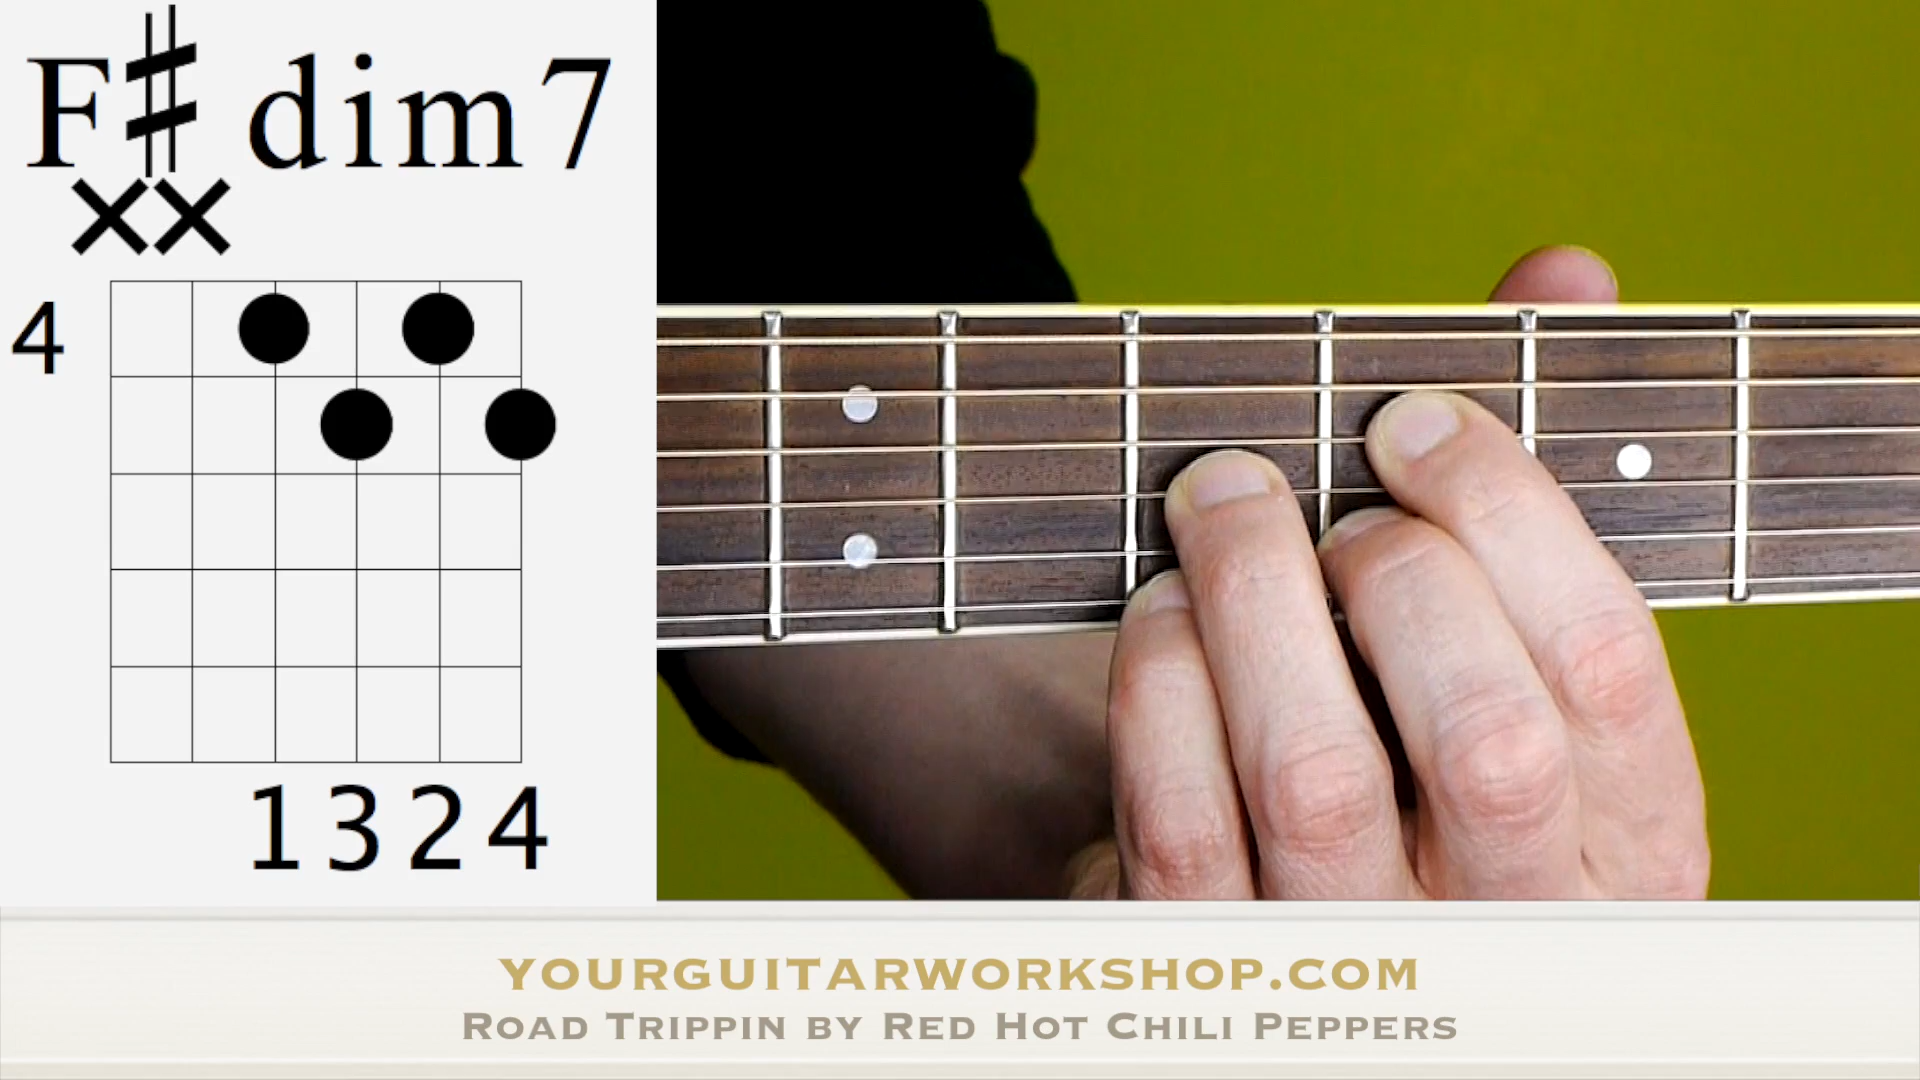 F♯ dim7
××
4
1324
YOURGUITARWORKSHOP.COM
ROAD TRIPPIN BY RED HOT CHILI PEPPERS